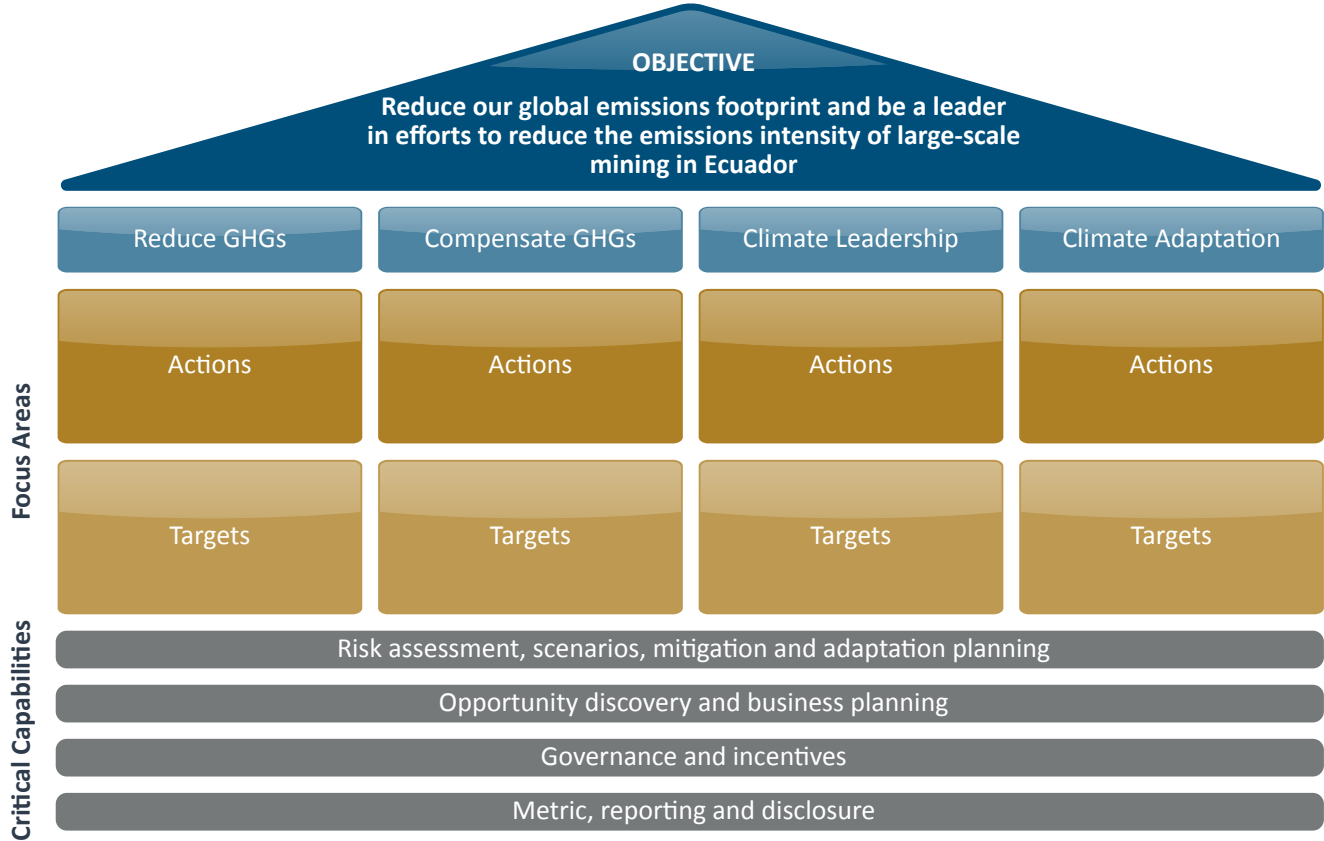 OBJECTIVE
Reduce our global emissions footprint and be a leader
in efforts to reduce the emissions intensity of large-scale
mining in Ecuador
Reduce GHGs
Compensate GHGs
Climate Leadership
Climate Adaptation
Focus Areas
Actions
Actions
Actions
Actions
Targets
Targets
Targets
Targets
Critical Capabilities
Risk assessment, scenarios, mitigation and adaptation planning
Opportunity discovery and business planning
Governance and incentives
Metric, reporting and disclosure